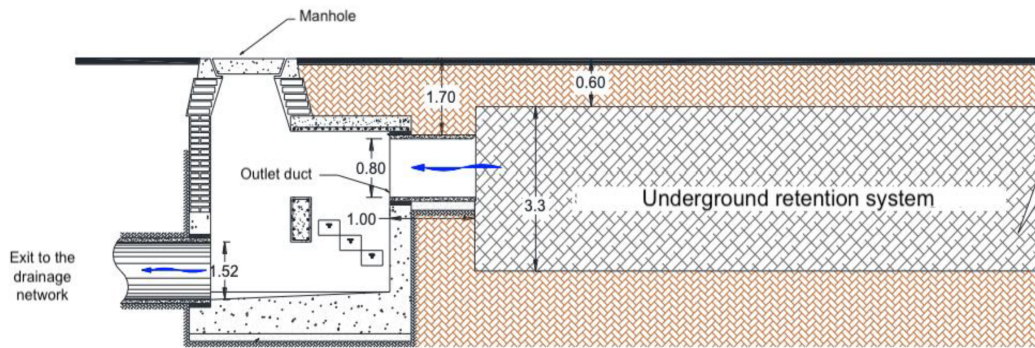 Manhole
1.70
0.60
0.80
Outlet duct
3.3
Underground retention system
1.00
Exit to the
drainage
network
1.52